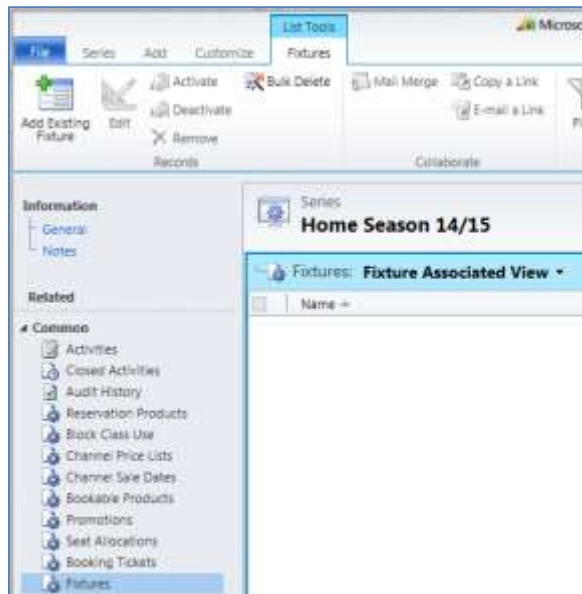 List Tools
Microso
File Series Add Customize Fixtures
Add Existing Fixture
Edit
Activate
Deactivate
Remove
Bulk Delete
Records
Mail Merge
Copy a Link
E-mail a Link
Collaborate
Information
General
Notes
Related
Common
Activities
Closed Activities
Audit History
Reservation Products
Block Class Use
Channel Price Lists
Channel Sale Dates
Bookable Products
Promotions
Seat Allocations
Booking Tickets
Fixtures
Series
Home Season 14/15
Fixtures: Fixture Associated View
Name